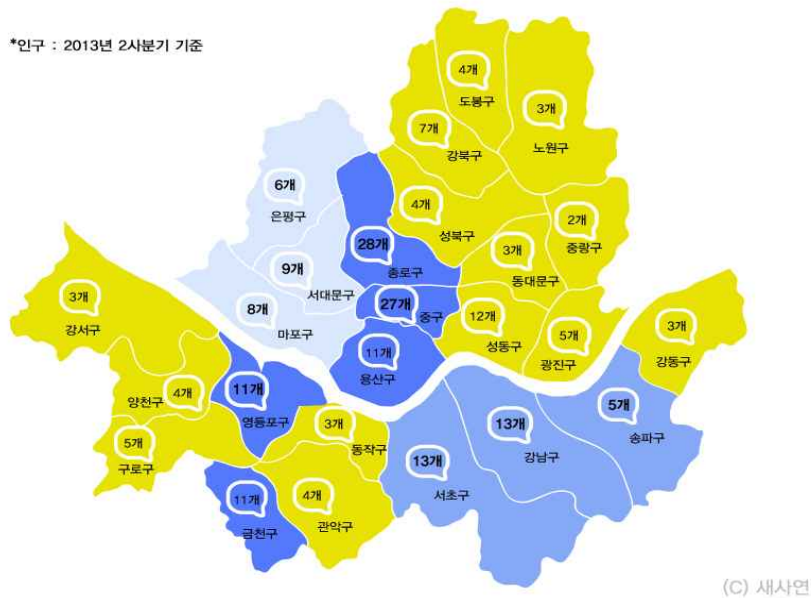 *인구 : 2013년 2사분기 기준
4개
도봉구
3개
노원구
7개
강북구
6개
은평구
4개
성북구
2개
중랑구
28개
종로구
3개
동대문구
9개
서대문구
27개
중구
12개
성동구
5개
광진구
3개
강동구
3개
강서구
8개
마포구
11개
용산구
4개
양천구
11개
영등포구
5개
송파구
3개
동작구
13개
강남구
5개
구로구
13개
서초구
11개
금천구
4개
관악구
(C) 새사연